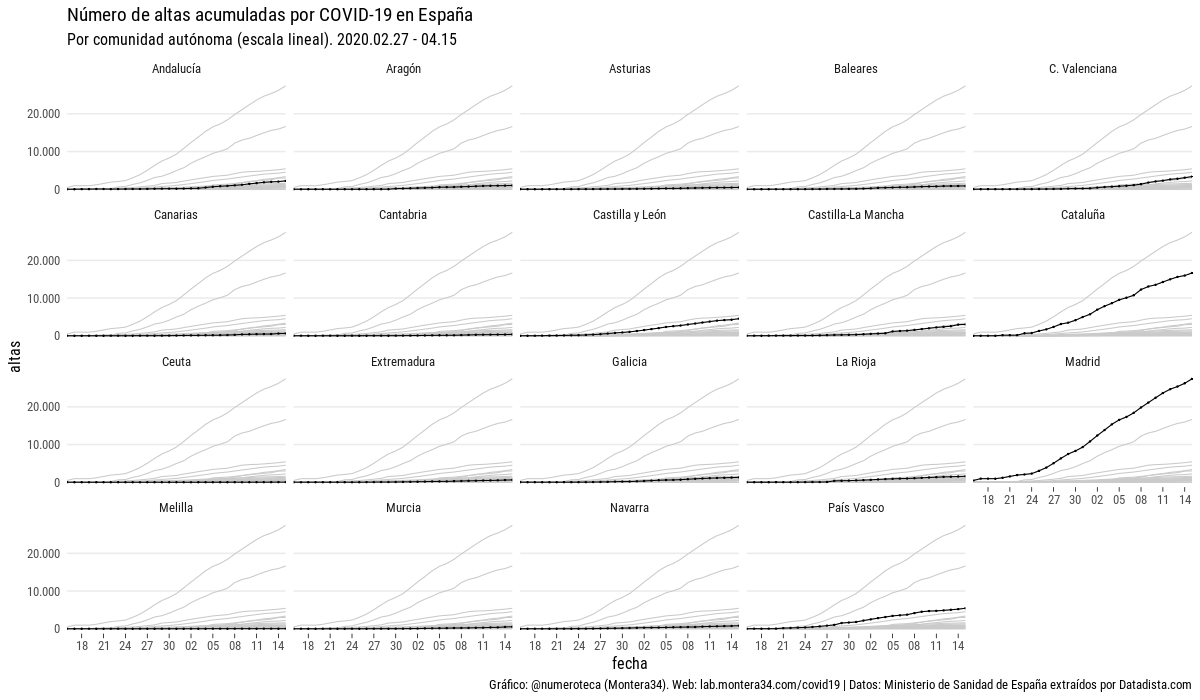 Número de altas acumuladas por COVID-19 en España
Por comunidad autónoma (escala lineal). 2020.02.27 - 04.15
Andalucía Aragón Asturias Baleares C. Valenciana
20.000
10.000
0
Canarias Cantabria Castilla y León Castilla-La Mancha Cataluña
20.000
10.000
0
altas
Ceuta Extremadura Galicia La Rioja Madrid
20.000
10.000
0
18 21 24 27 30 02 05 08 11 14
Melilla Murcia Navarra País Vasco
20.000
10.000
0
18 21 24 27 30 02 05 08 11 14 18 21 24 27 30 02 05 08 11 14 18 21 24 27 30 02 05 08 11 14 18 21 24 27 30 02 05 08 11 14
fecha
Gráfico: @numeroteca (Montera34). Web: lab.montera34.com/covid19 | Datos: Ministerio de Sanidad de España extraídos por Datadista.com